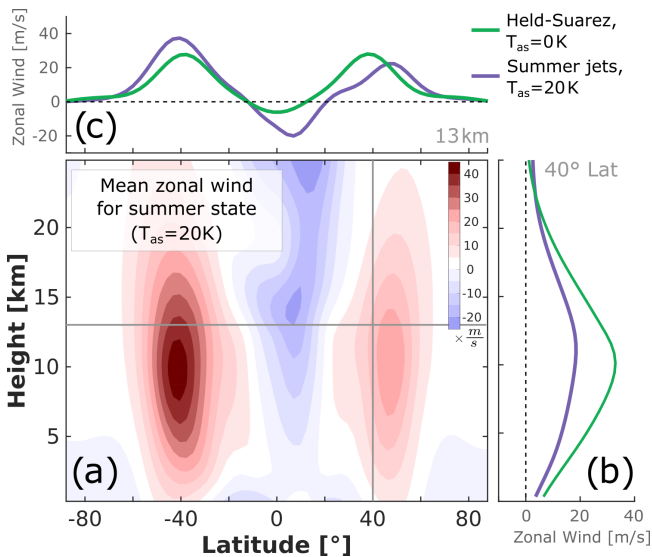 Zonal Wind [m/s]
40
20
0
-20
(c)
13km
Held-Suarez,
T_as=0K
Summer jets,
T_as=20K
Mean zonal wind
for summer state
(T_as=20K)
40
30
20
10
0
-10
-20
× m/s
40° Lat
Height [km]
20
15
10
5
(a)
(b)
-80
-40
0
40
80
Latitude [°]
0
20
40
Zonal Wind [m/s]